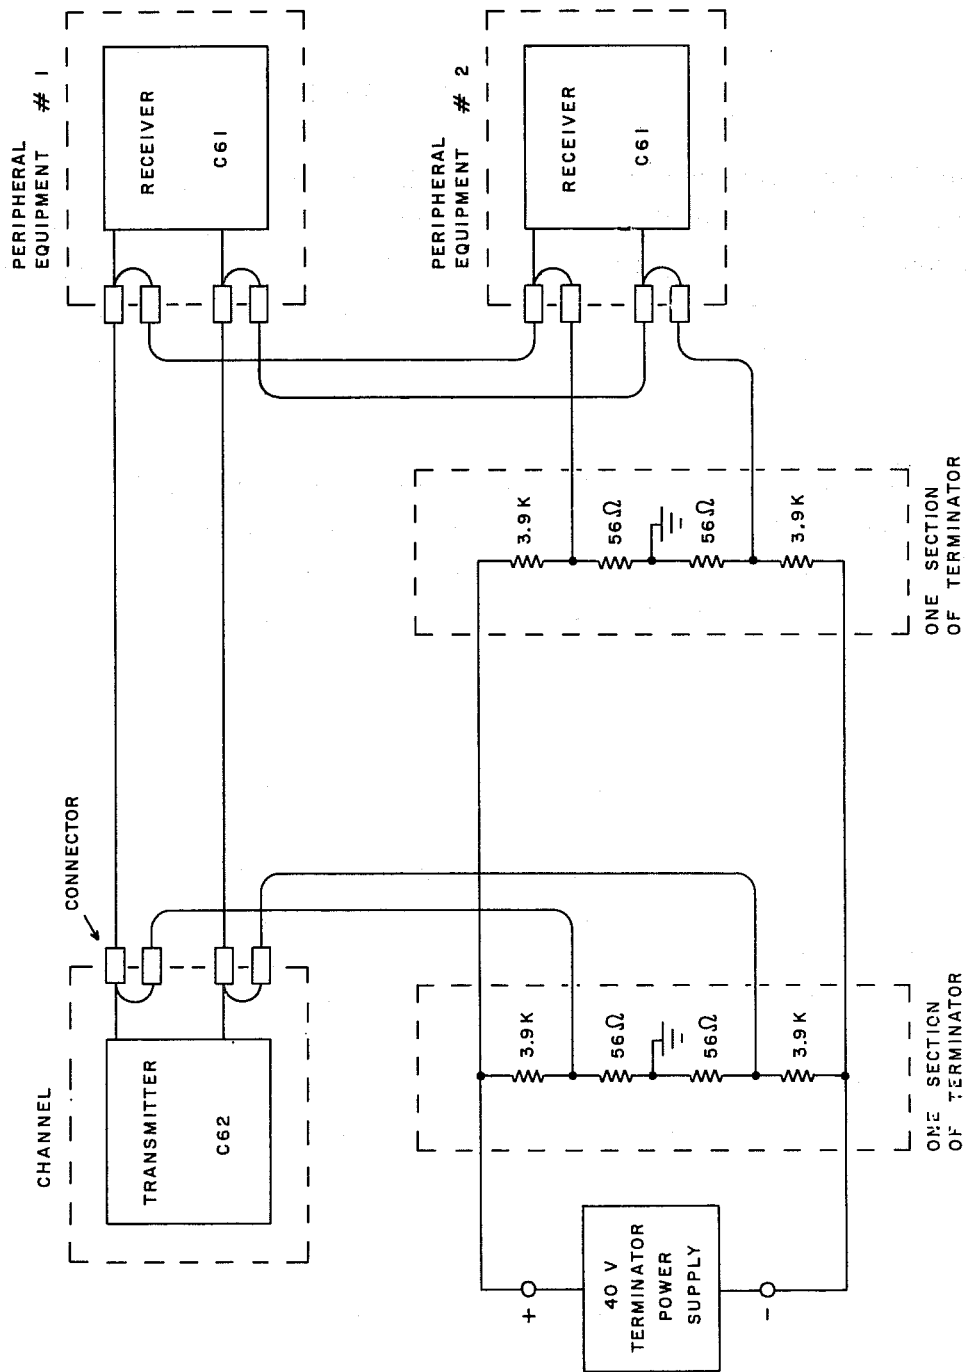 CHANNEL
TRANSMITTER
C62
CONNECTOR
PERIPHERAL
EQUIPMENT # 1
RECEIVER
C61
PERIPHERAL
EQUIPMENT # 2
RECEIVER
C61
3.9K
56Ω
56Ω
3.9K
ONE SECTION
OF TERMINATOR
3.9K
56Ω
56Ω
3.9K
ONE SECTION
OF TERMINATOR
+
40 V
TERMINATOR
POWER
SUPPLY
-